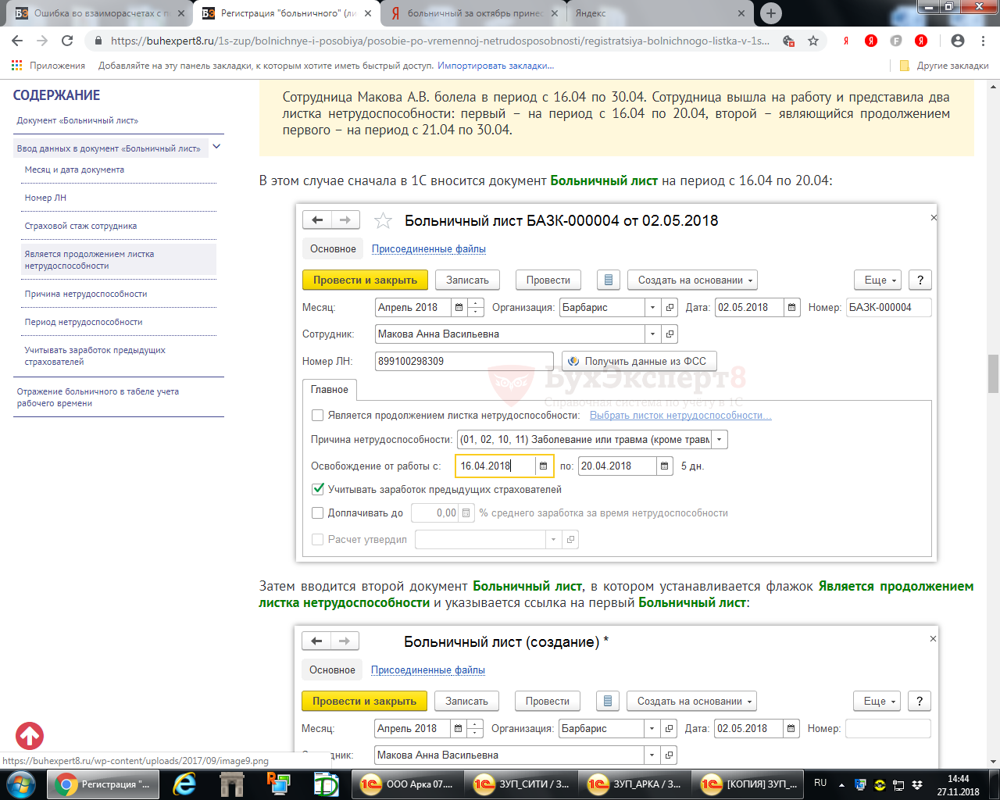 Ошибка во взаиморасчетах с п
Регистрация "больничного" (ли
больничный за октябрь принес
Яндекс
https://buhexpert8.ru/1s-zup/bolnichnye-i-posobiya/posobie-po-vremennoj-netrudosposobnosti/registratsiya-bolnichnogo-listka-v-1s...
Приложения
Добавляйте на эту панель закладки, к которым хотите иметь быстрый доступ. Импортировать закладки...
Другие закладки
СОДЕРЖАНИЕ
Документ «Больничный лист»
Ввод данных в документ «Больничный лист»
Месяц и дата документа
Номер ЛН
Страховой стаж сотрудника
Является продолжением листка
нетрудоспособности
Причина нетрудоспособности
Период нетрудоспособности
Учитывать заработок предыдущих
страхователей
Отражение больничного в табеле учета
рабочего времени
Сотрудница Макова А.В. болела в период с 16.04 по 30.04. Сотрудница вышла на работу и представила два
листка нетрудоспособности: первый – на период с 16.04 по 20.04, второй – являющийся продолжением
первого – на период с 21.04 по 30.04.
В этом случае сначала в 1С вносится документ Больничный лист на период с 16.04 по 20.04:
Больничный лист БАЗК-000004 от 02.05.2018
Основное Присоединенные файлы
Провести и закрыть Записать Провести Создать на основании Еще ?
Месяц: Апрель 2018 Организация: Барбарис Дата: 02.05.2018 Номер: БАЗК-000004
Сотрудник: Макова Анна Васильевна
Номер ЛН: 899100298309 Получить данные из ФСС
БухЭксперт8
Справочная система по учёту в 1С
Главное
Является продолжением листка нетрудоспособности: Выбрать листок нетрудоспособности...
Причина нетрудоспособности: (01, 02, 10, 11) Заболевание или травма (кроме травм
Освобождение от работы с: 16.04.2018 по: 20.04.2018 5 дн.
Учитывать заработок предыдущих страхователей
Доплачивать до 0,00 % среднего заработка за время нетрудоспособности
Расчет утвердил
Затем вводится второй документ Больничный лист, в котором устанавливается флажок Является продолжением
листка нетрудоспособности и указывается ссылка на первый Больничный лист:
Больничный лист (создание) *
Основное Присоединенные файлы
Провести и закрыть Записать Провести Создать на основании Еще ?
Месяц: Апрель 2018 Организация: Барбарис Дата: 02.05.2018 Номер:
Макова Анна Васильевна
https://buhexpert8.ru/wp-content/uploads/2017/09/image9.png
Регистрация "...
ООО Арка 07....
ЗУП_СИТИ / З...
ЗУП_АРКА / З...
[КОПИЯ] ЗУП_...
RU
14:44
27.11.2018